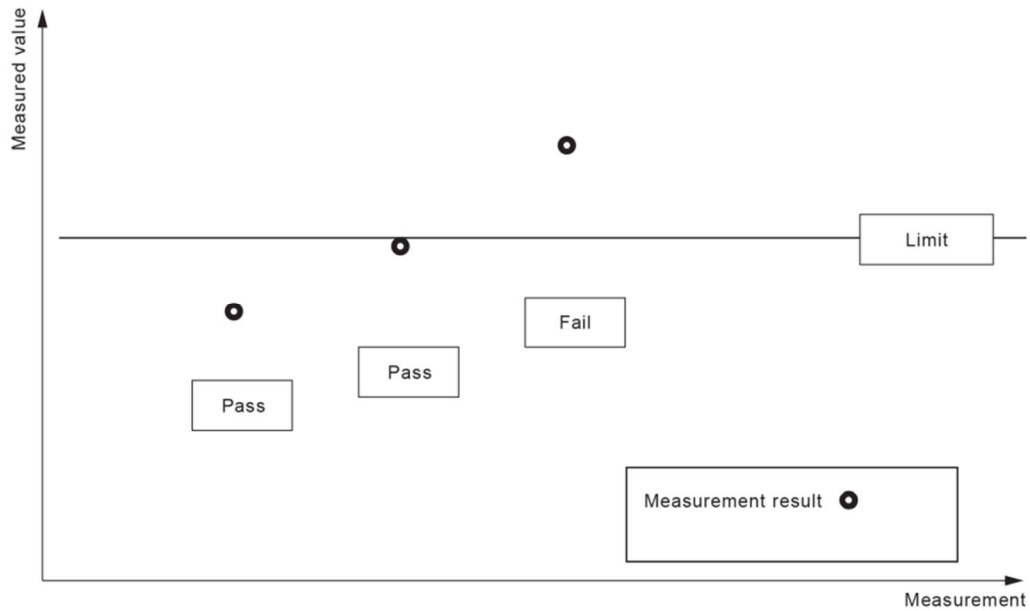 Measured value
Limit
Fail
Pass
Pass
Measurement result
Measurement